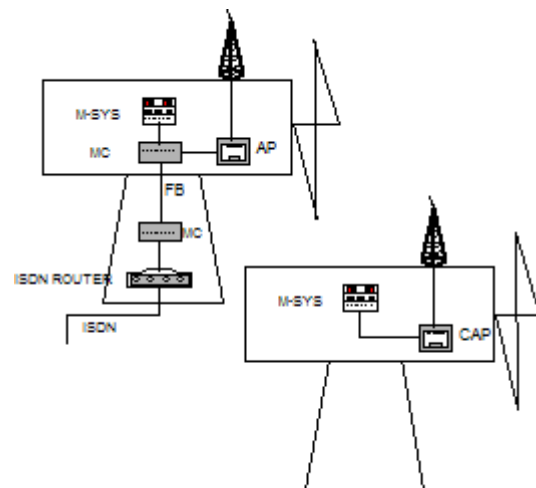 M-SYS
MC
AP
FB
MC
ISDN ROUTER
ISDN
M-SYS
CAP